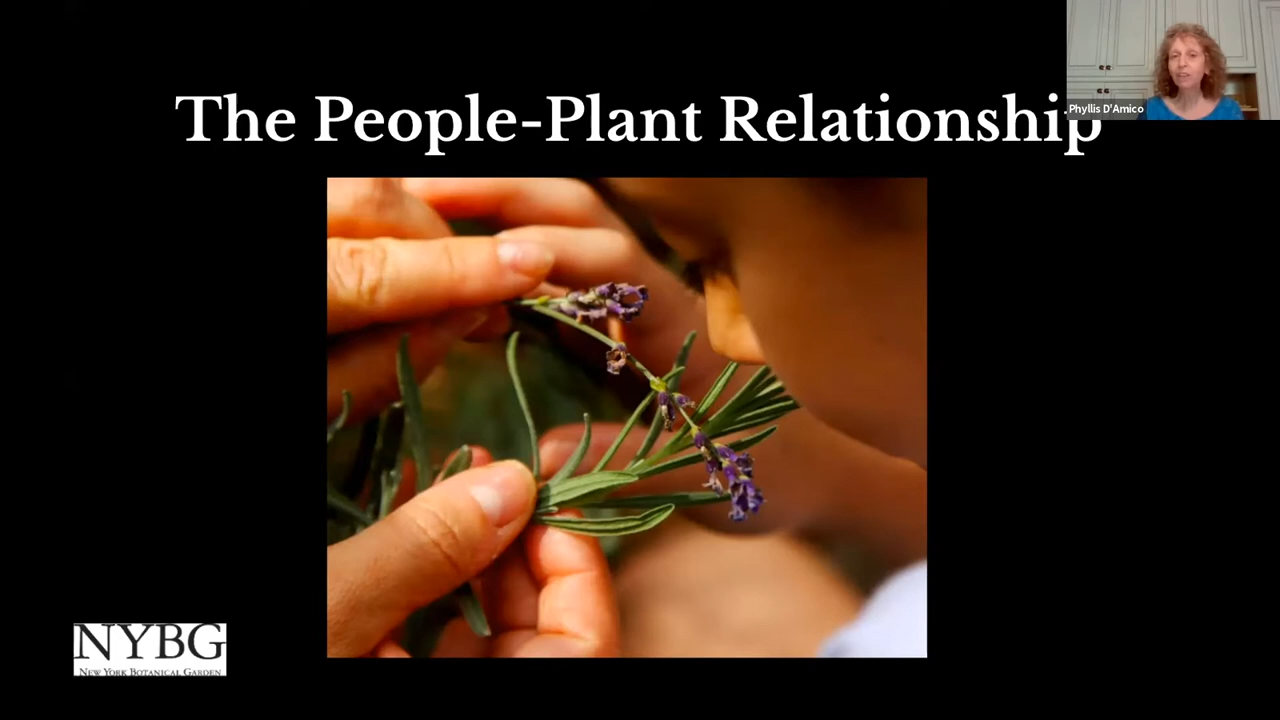 The People-Plant Relationship
Phyllis D'Amico
NYBG
NEW YORK BOTANICAL GARDEN